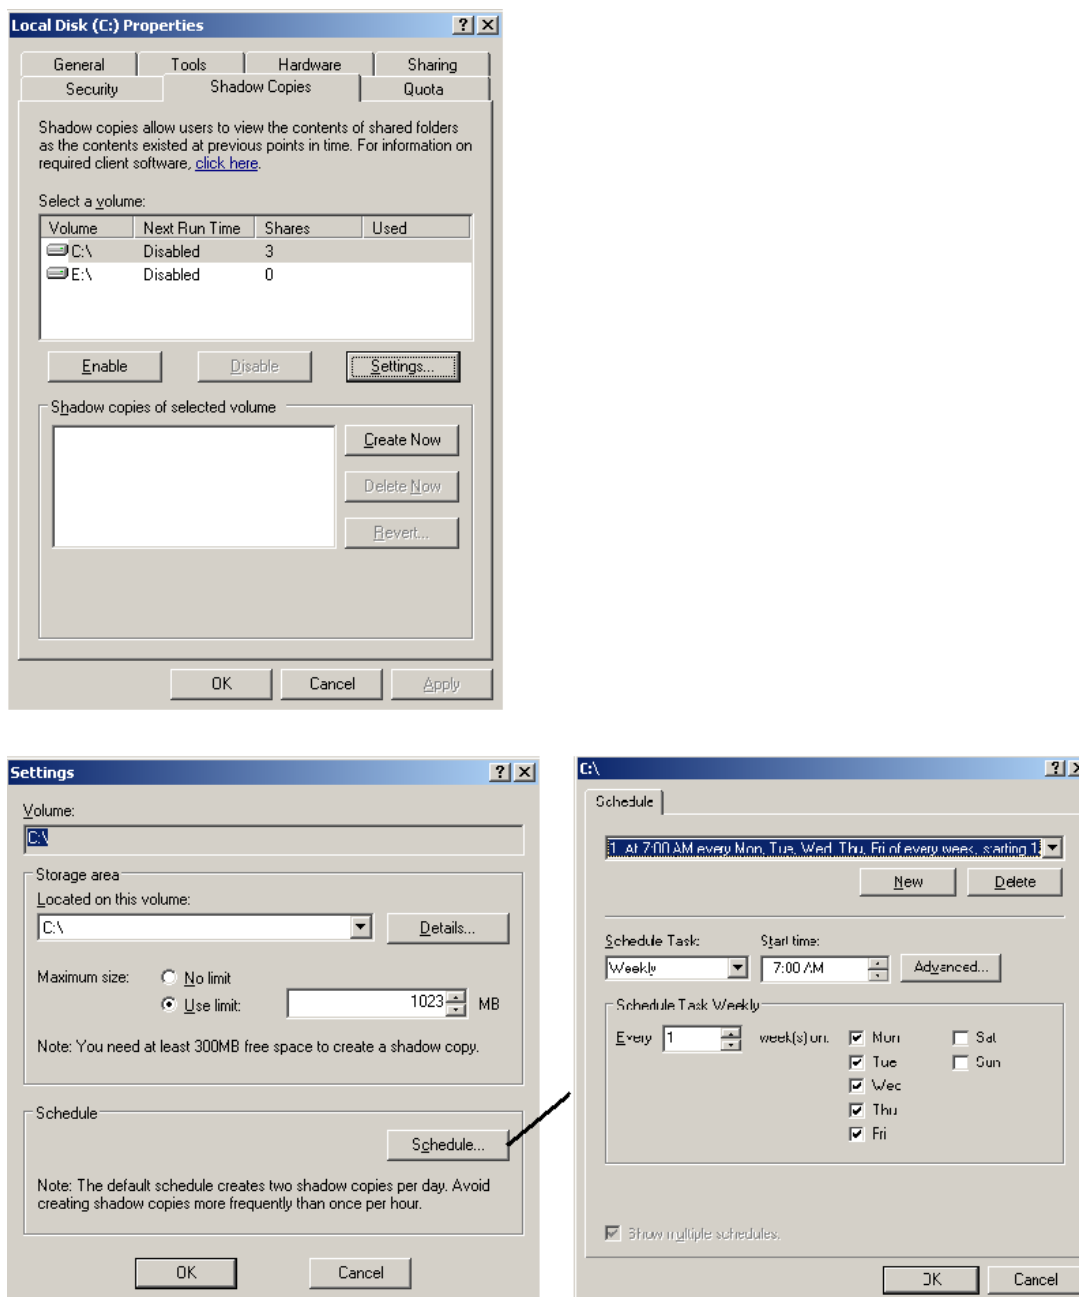 Local Disk (C:) Properties
General Tools Hardware Sharing
Security Shadow Copies Quota
Shadow copies allow users to view the contents of shared folders
as the contents existed at previous points in time. For information on
required client software, click here.
Select a volume:
Volume Next Run Time Shares Used
C:\ Disabled 3
E:\ Disabled 0
Enable Disable Settings...
Shadow copies of selected volume
Create Now
Delete Now
Revert...
OK Cancel Apply
Settings
Volume:
C:\
Storage area
Located on this volume:
C:\ Details...
Maximum size: No limit
Use limit: 1023 MB
Note: You need at least 300MB free space to create a shadow copy.
Schedule
Schedule...
Note: The default schedule creates two shadow copies per day. Avoid
creating shadow copies more frequently than once per hour.
OK Cancel
C:\
Schedule
1. At 7:00 AM every Mon, Tue, Wed, Thu, Fri of every week, starting
New Delete
Schedule Task: Start time:
Weekly 7:00 AM Advanced...
Schedule Task Weekly
Every 1 week(s) on: Mon Sat
Tue Sun
Wed
Thu
Fri
Show multiple schedules.
OK Cancel